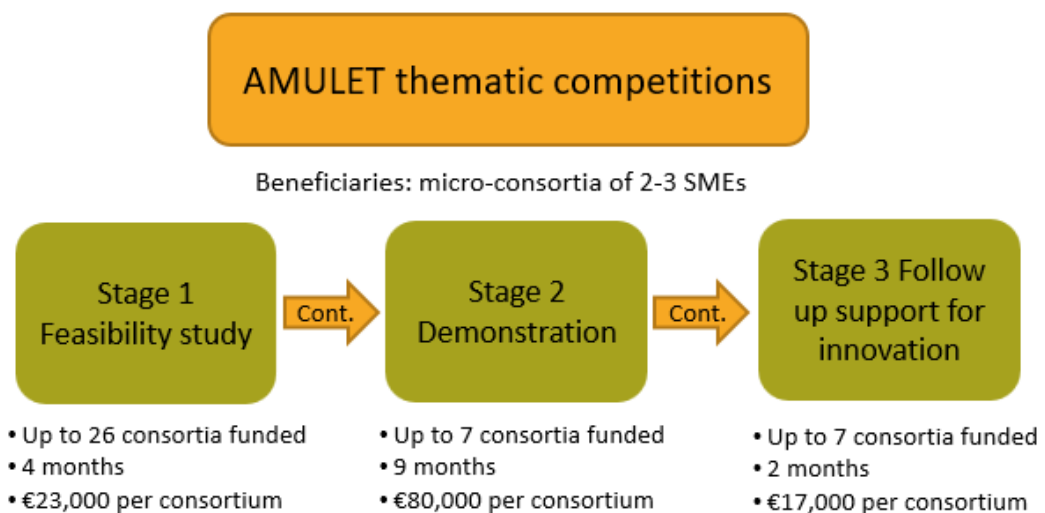 AMULET thematic competitions
Beneficiaries: micro-consortia of 2-3 SMEs
Stage 1
Feasibility study
Cont.
Stage 2
Demonstration
Cont.
Stage 3 Follow
up support for
innovation
• Up to 26 consortia funded
• 4 months
• €23,000 per consortium
• Up to 7 consortia funded
• 9 months
• €80,000 per consortium
• Up to 7 consortia funded
• 2 months
• €17,000 per consortium